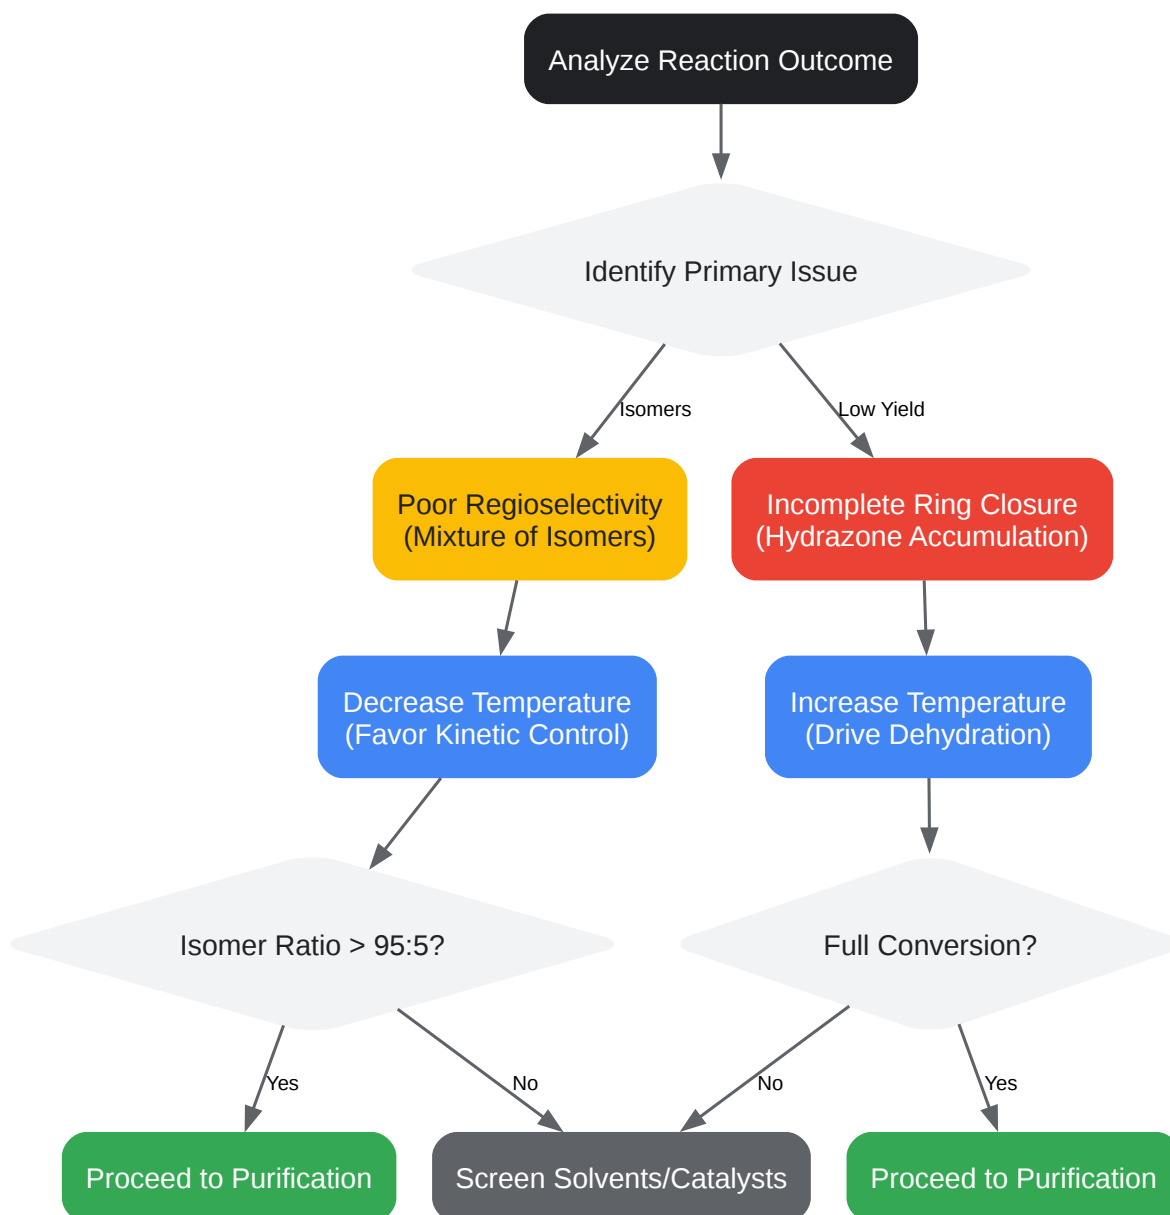 Analyze Reaction Outcome
Identify Primary Issue
Isomers
Low Yield
Poor Regioselectivity
(Mixture of Isomers)
Incomplete Ring Closure
(Hydrazone Accumulation)
Decrease Temperature
(Favor Kinetic Control)
Increase Temperature
(Drive Dehydration)
Isomer Ratio > 95:5?
Full Conversion?
Yes
No
No
Yes
Proceed to Purification
Screen Solvents/Catalysts
Proceed to Purification